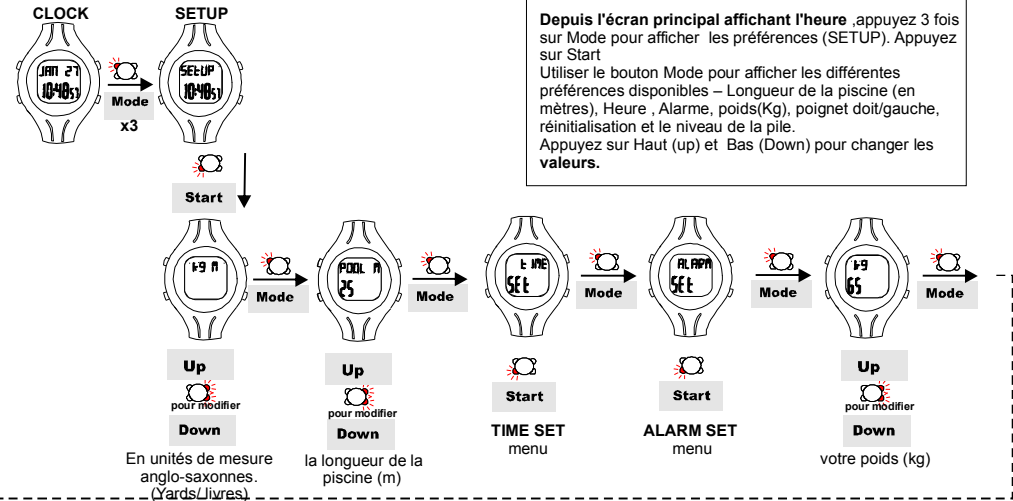 CLOCK
SETUP
Depuis l'écran principal affichant l'heure ,appuyez 3 fois
sur Mode pour afficher les préférences (SETUP). Appuyez
sur Start
Utiliser le bouton Mode pour afficher les différentes
préférences disponibles – Longueur de la piscine (en
mètres), Heure , Alarme, poids(Kg), poignet doit/gauche,
réinitialisation et le niveau de la pile.
Appuyez sur Haut (up) et Bas (Down) pour changer les
valeurs.
JAN 27
10:48 51
Mode
x3
SEtUP
10:48 51
Start
kg M
Mode
POOL M
25
Mode
tIME
SEt
Mode
ALARM
SEt
Mode
kg
65
Mode
Up
pour modifier
Down
En unités de mesure
anglo-saxonnes.
(Yards/ livres)
Up
pour modifier
Down
la longueur de la
piscine (m)
Start
TIME SET
menu
Start
ALARM SET
menu
Up
pour modifier
Down
votre poids (kg)